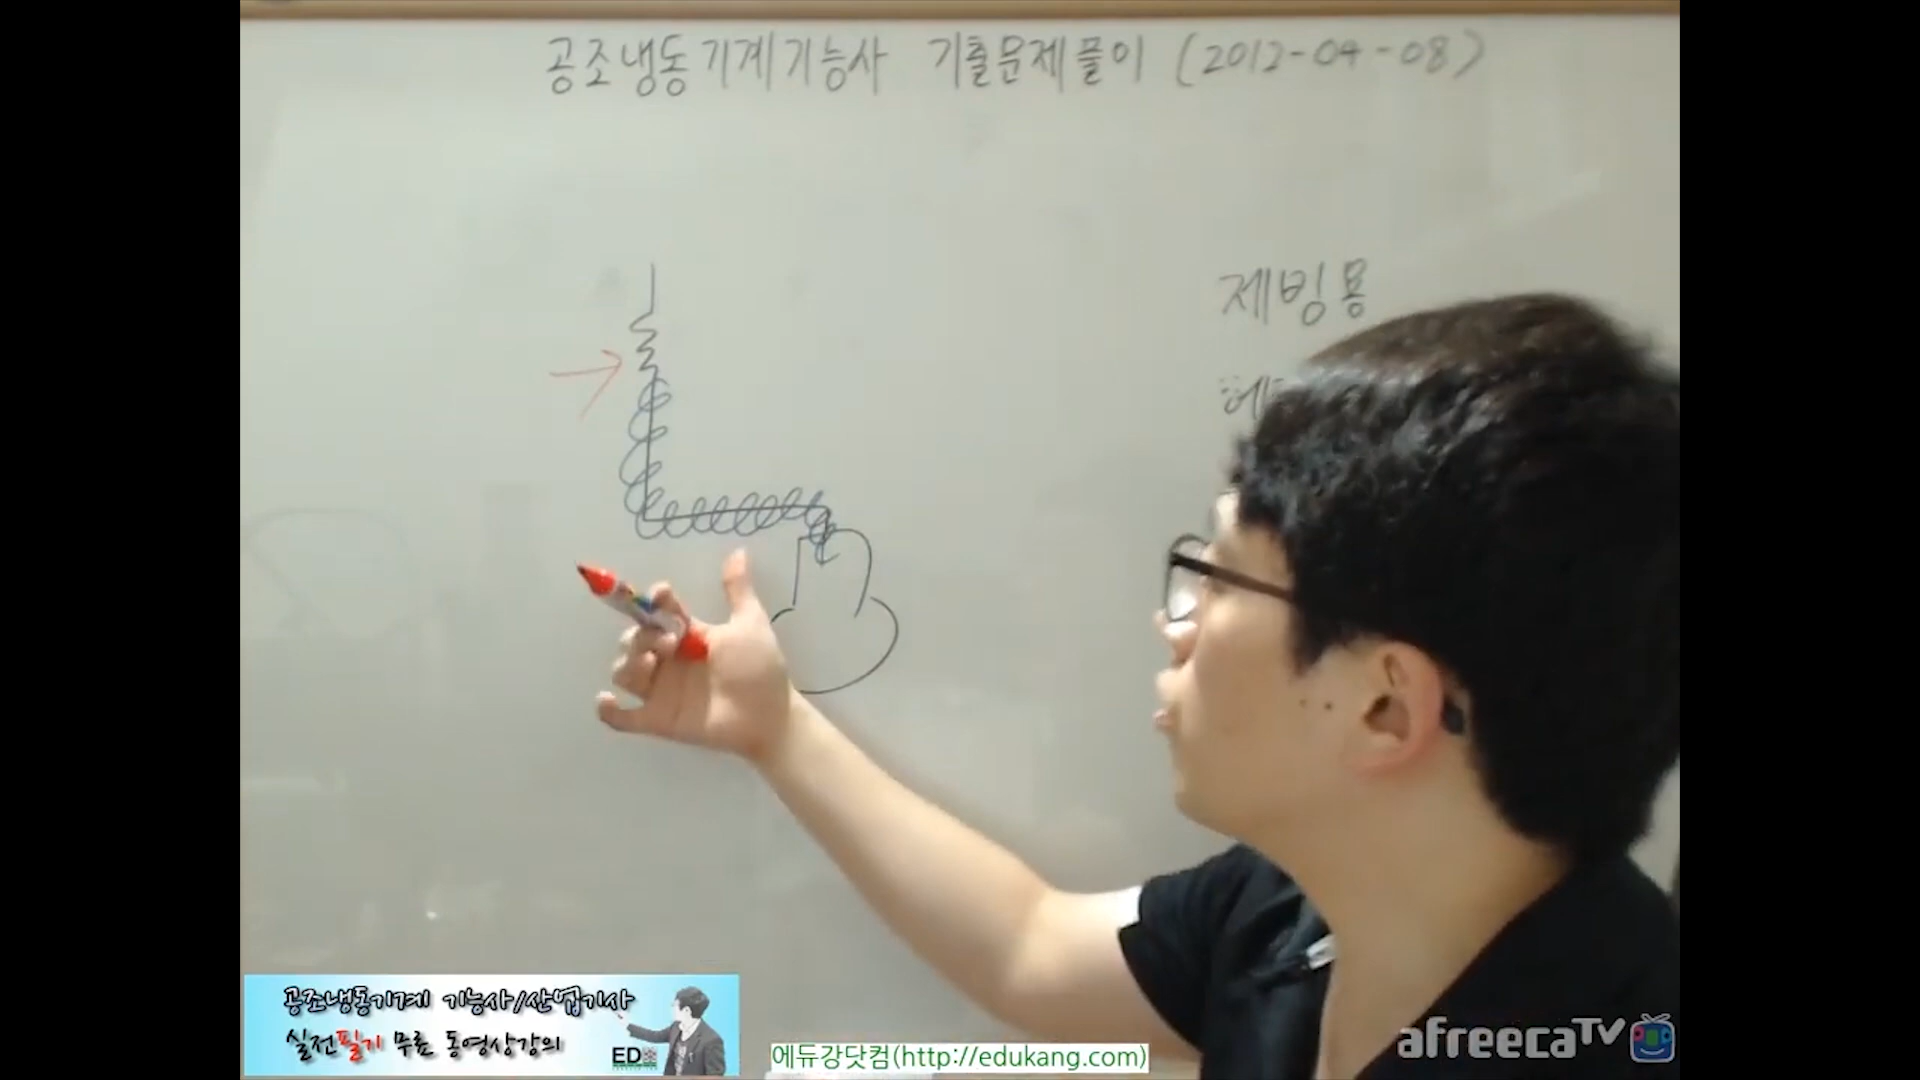 공조냉동기계기능사 기출문제풀이 (2012-04-08)
제빙용
공조냉동기계 기능사/산업기사
실전필기 무료 동영상강의
에듀강닷컴(http://edukang.com)
afreecaTV